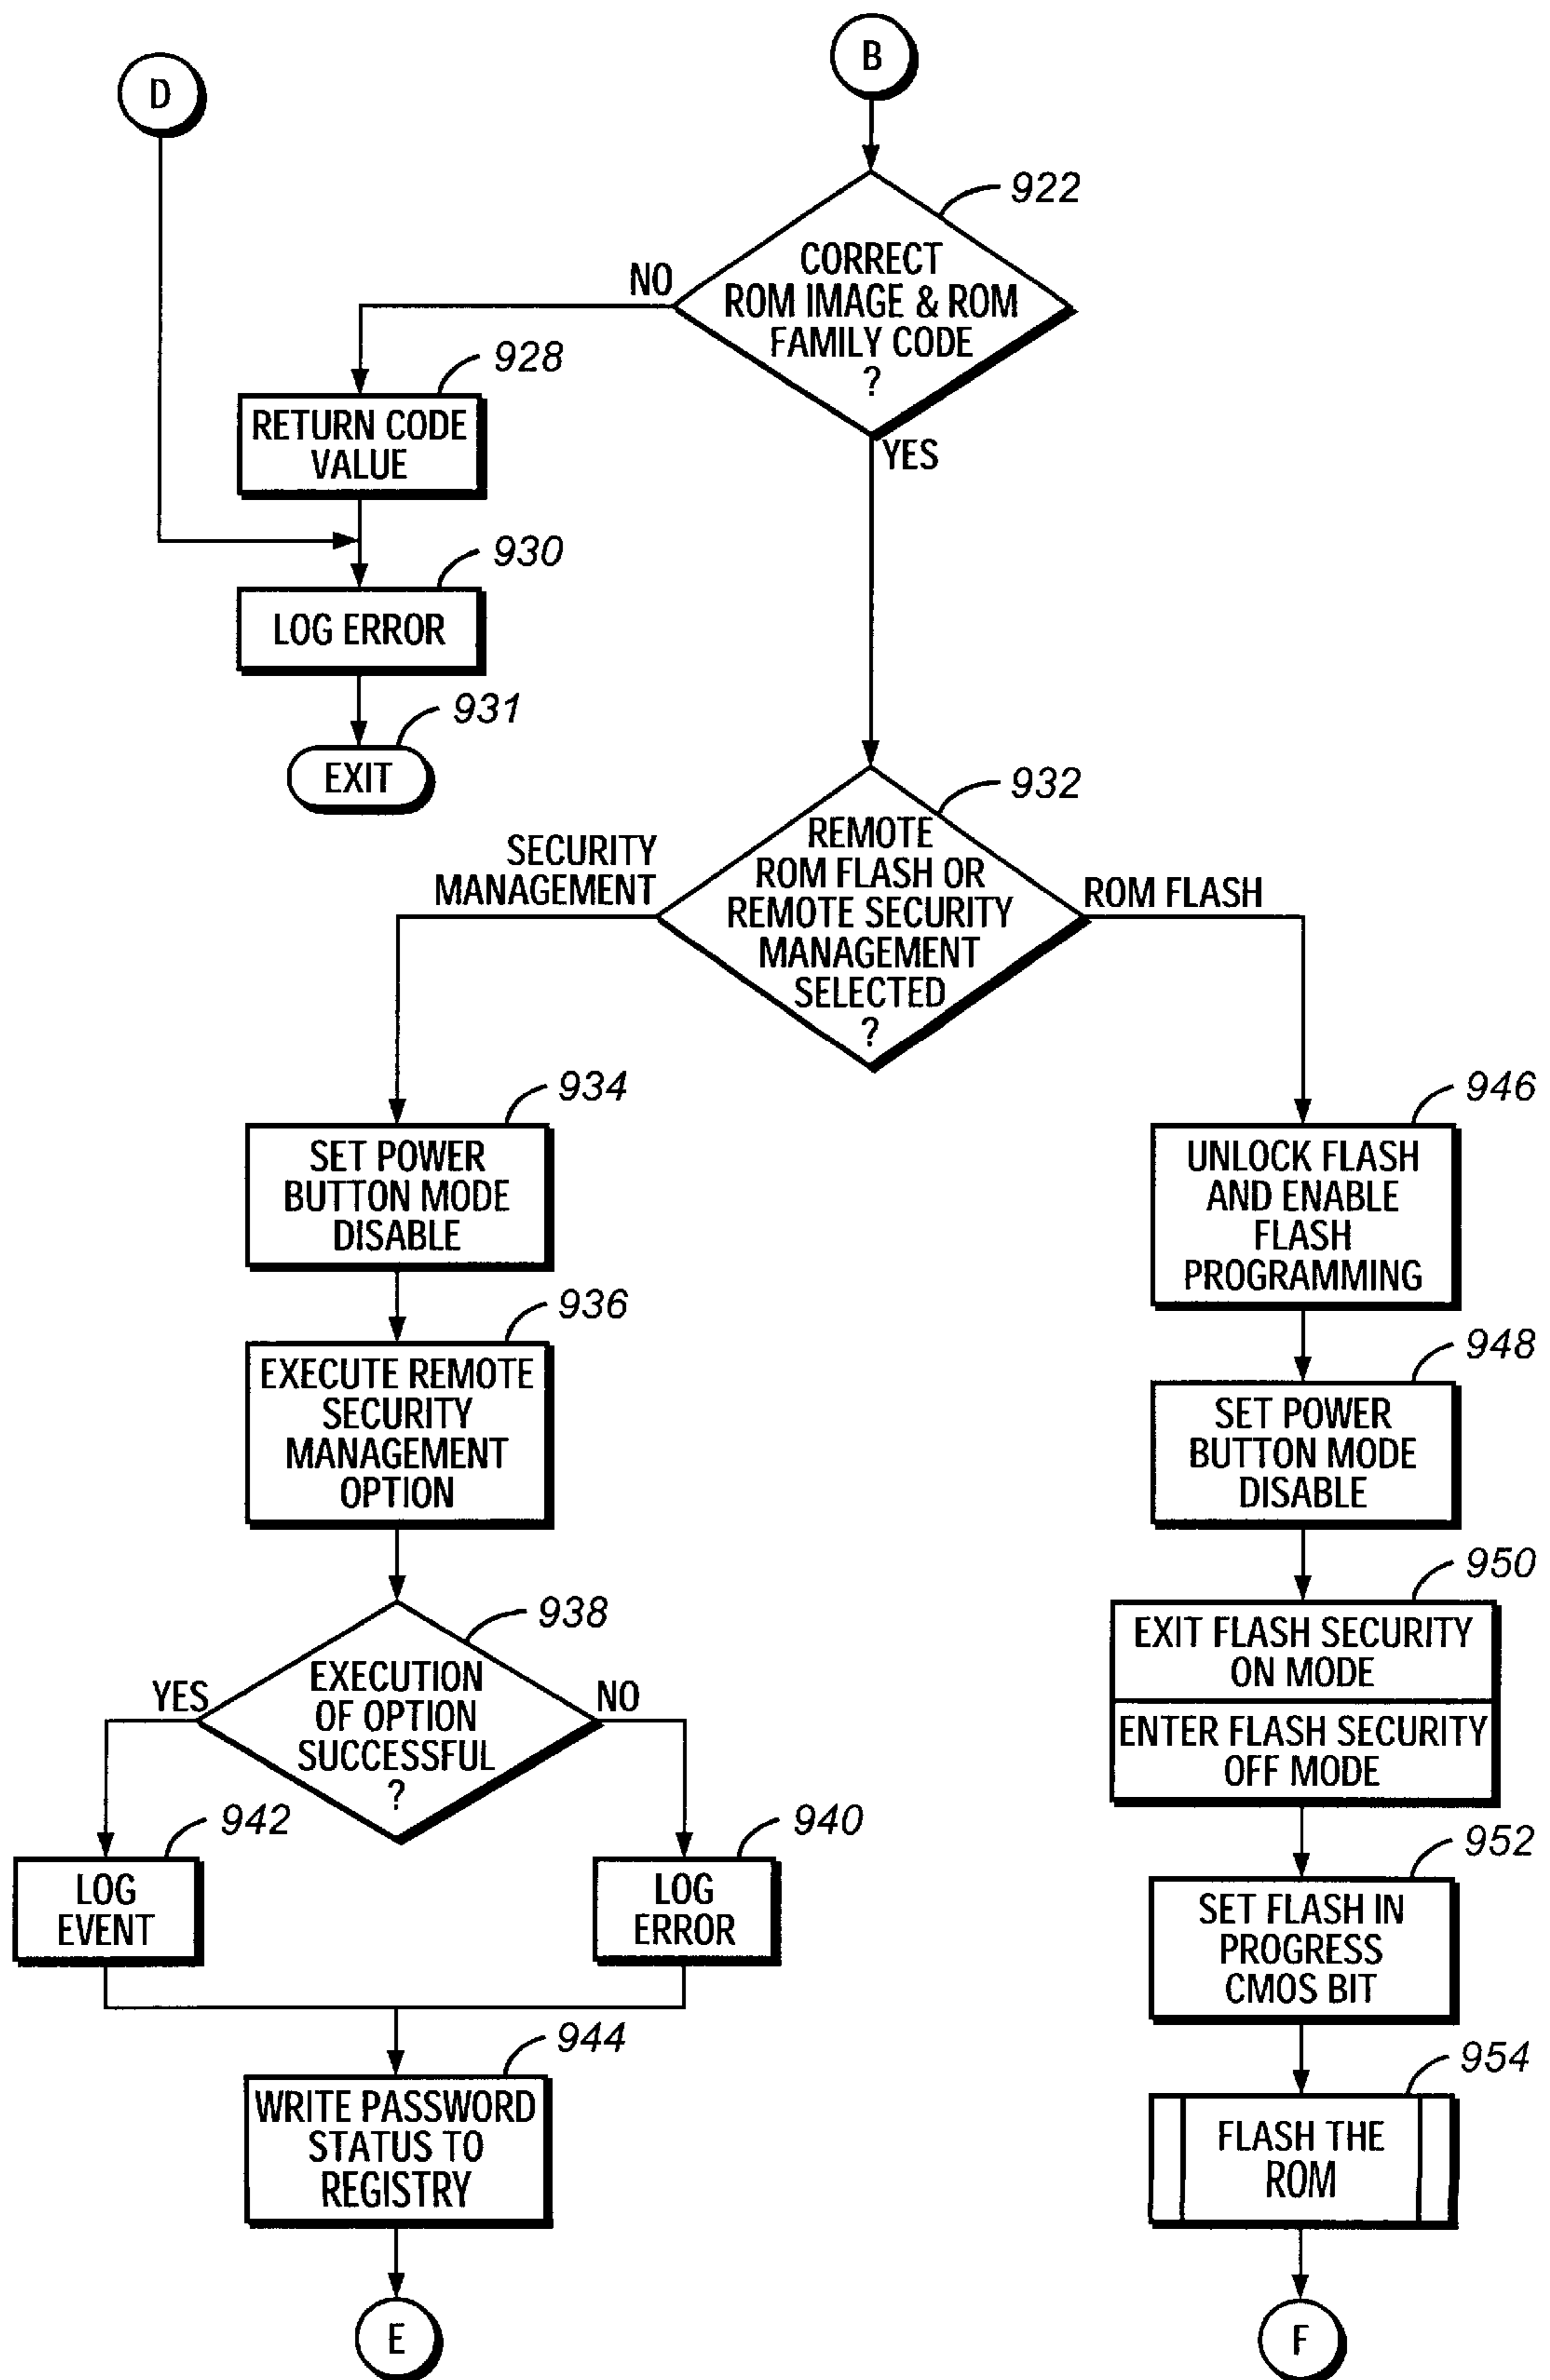 D
B
922
CORRECT
ROM IMAGE & ROM
FAMILY CODE
?
NO
YES
928
RETURN CODE
VALUE
930
LOG ERROR
931
EXIT
932
REMOTE
ROM FLASH OR
REMOTE SECURITY
MANAGEMENT
SELECTED
?
SECURITY
MANAGEMENT
ROM FLASH
934
SET POWER
BUTTON MODE
DISABLE
936
EXECUTE REMOTE
SECURITY
MANAGEMENT
OPTION
938
EXECUTION
OF OPTION
SUCCESSFUL
?
YES
NO
942
LOG
EVENT
940
LOG
ERROR
944
WRITE PASSWORD
STATUS TO
REGISTRY
E
946
UNLOCK FLASH
AND ENABLE
FLASH
PROGRAMMING
948
SET POWER
BUTTON MODE
DISABLE
950
EXIT FLASH SECURITY
ON MODE
ENTER FLASH SECURITY
OFF MODE
952
SET FLASH IN
PROGRESS
CMOS BIT
954
FLASH THE
ROM
F